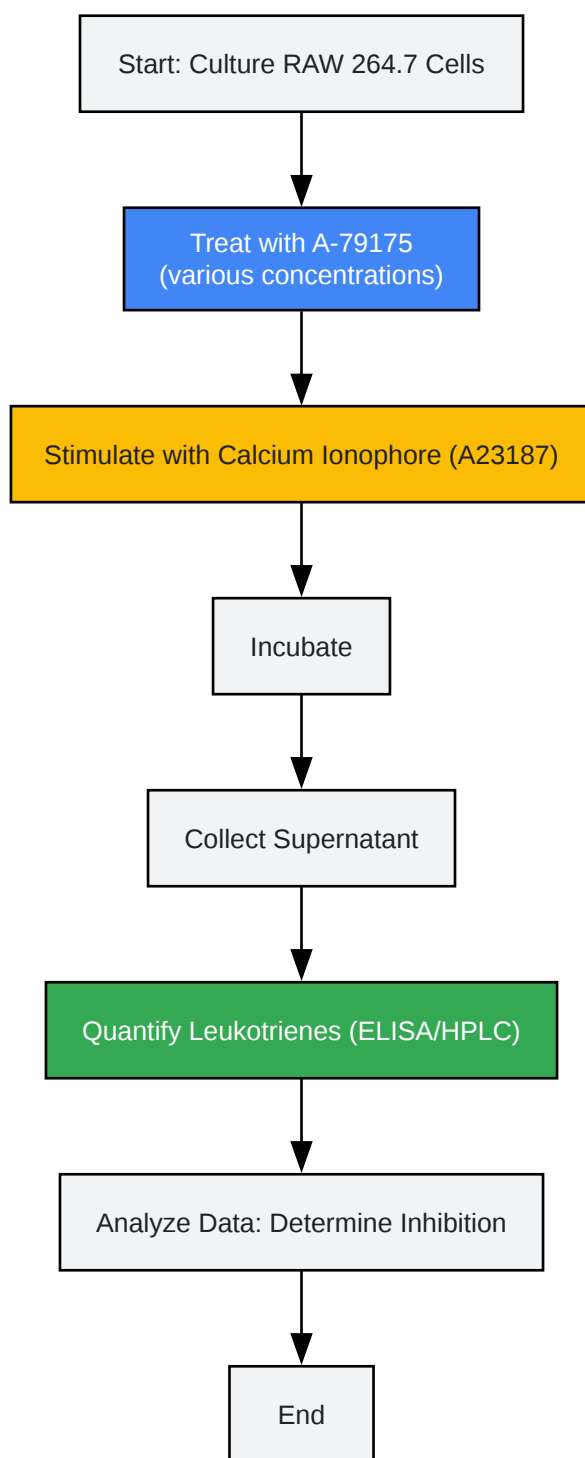 Start: Culture RAW 264.7 Cells
Treat with A-79175
(various concentrations)
Stimulate with Calcium Ionophore (A23187)
Incubate
Collect Supernatant
Quantify Leukotrienes (ELISA/HPLC)
Analyze Data: Determine Inhibition
End